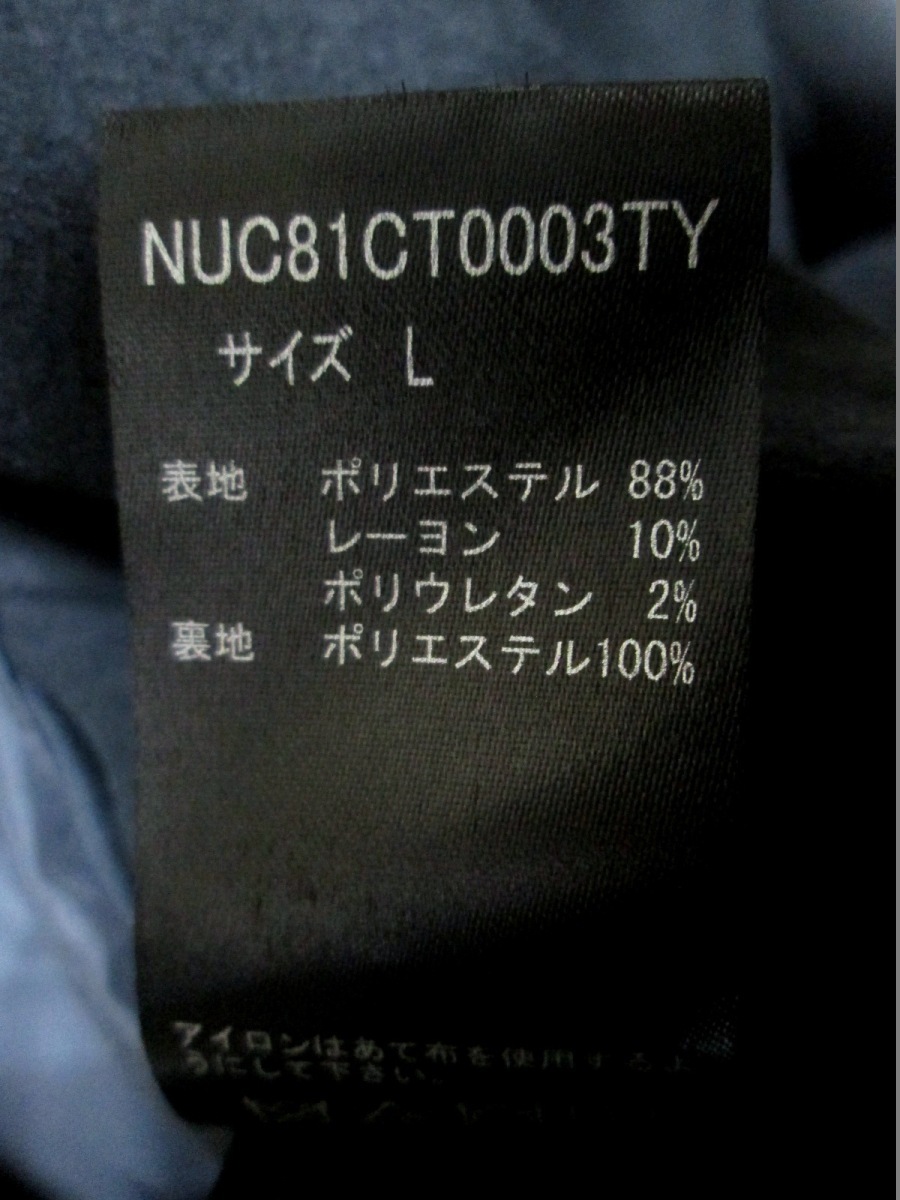 NUC81CT0003TY
サイズ L
表地 ポリエステル 88%
レーヨン 10%
ポリウレタン 2%
裏地 ポリエステル100%
アイロンはあて布を使用するよ
うにして下さい。